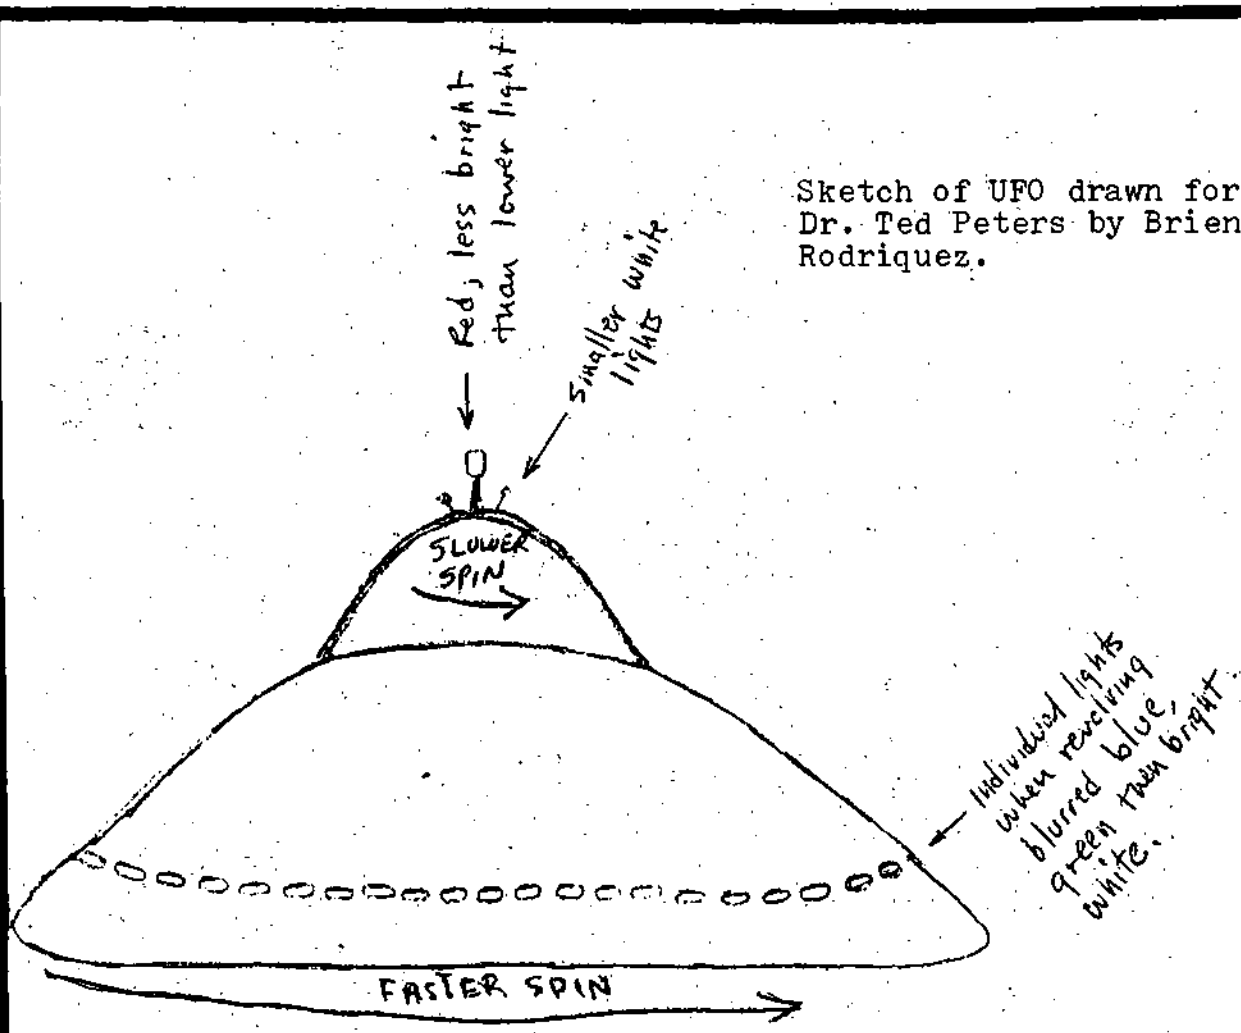 Red, less bright
than lower light
Sketch of UFO drawn for
Dr. Ted Peters by Brien
Rodriquez.
smaller white
lights
SLOWER
SPIN
Individual lights
when revolving
blurred blue,
green then bright
white.
FASTER SPIN